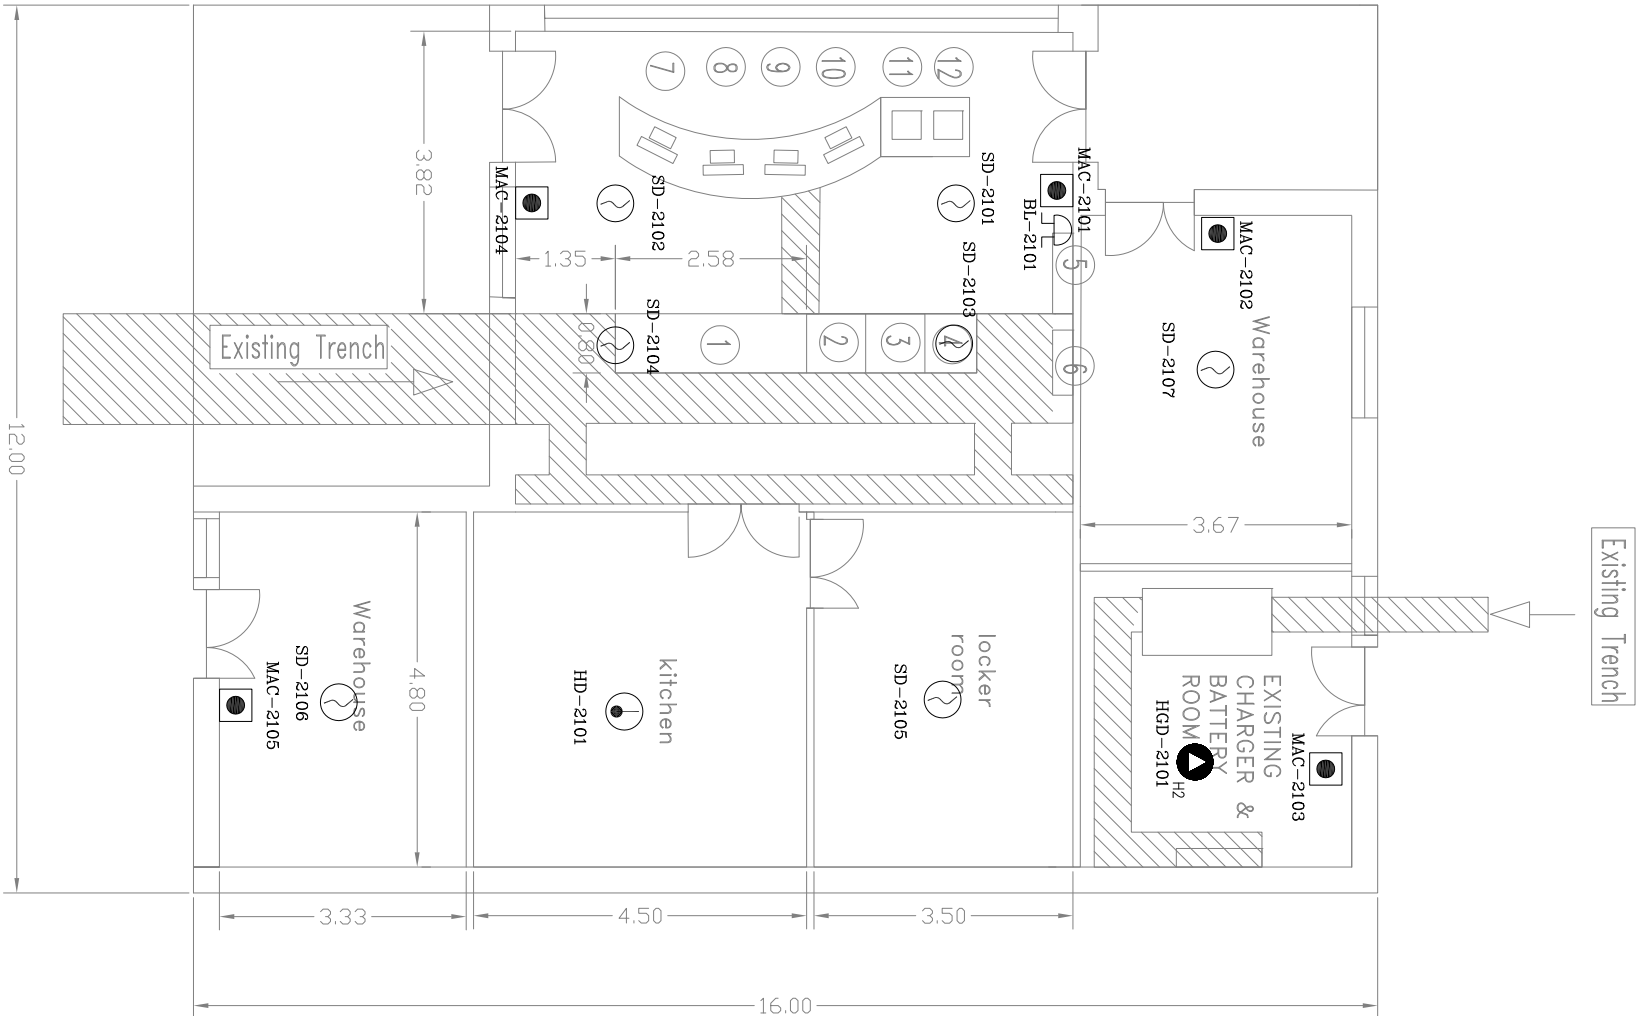 7
8
9
10
11
12
3.82
MAC-2104
SD-2102
SD-2101
MAC-2101
BL-2101
MAC-2102
1.35
2.58
SD-2103
5
Existing Trench
0.80
SD-2104
1
2
3
4
6
SD-2107
Warehouse
12.00
3.67
Existing Trench
Warehouse
SD-2106
MAC-2105
4.80
kitchen
HD-2101
locker
room
SD-2105
EXISTING
CHARGER &
BATTERY
ROOM
HGD-2101
H2
MAC-2103
3.33
4.50
3.50
16.00